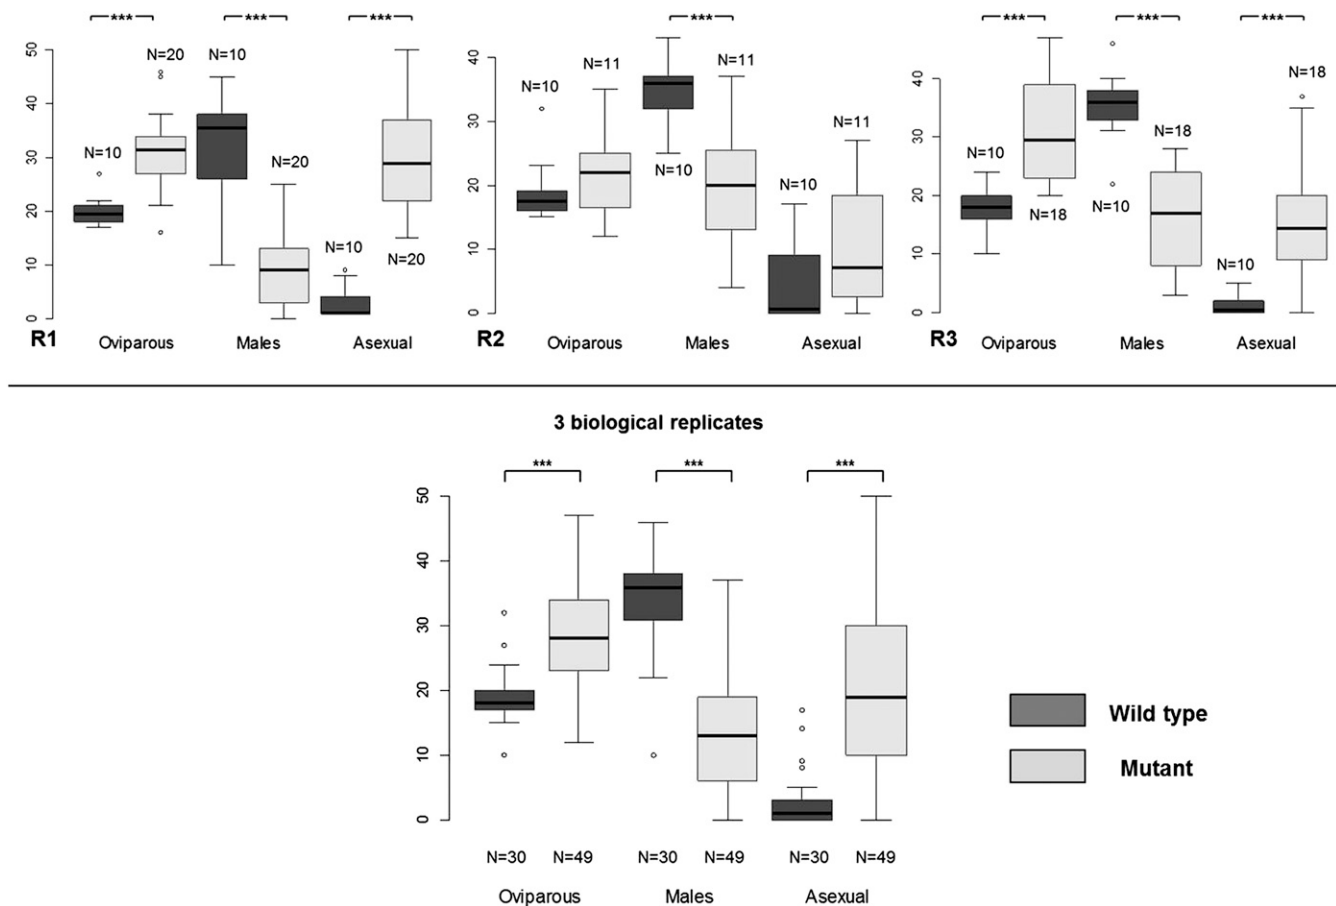 *** *** ***
N=20 N=10
N=10 N=20
N=10 N=20
0 10 20 30 40 50
R1 Oviparous Males Asexual
***
N=10 N=11 N=11
N=10 N=10 N=11
0 10 20 30 40
R2 Oviparous Males Asexual
*** *** ***
N=10 N=18 N=10 N=18 N=10 N=18
0 10 20 30 40
R3 Oviparous Males Asexual
3 biological replicates
*** *** ***
0 10 20 30 40 50
N=30 N=49 N=30 N=49 N=30 N=49
Oviparous Males Asexual
Wild type
Mutant